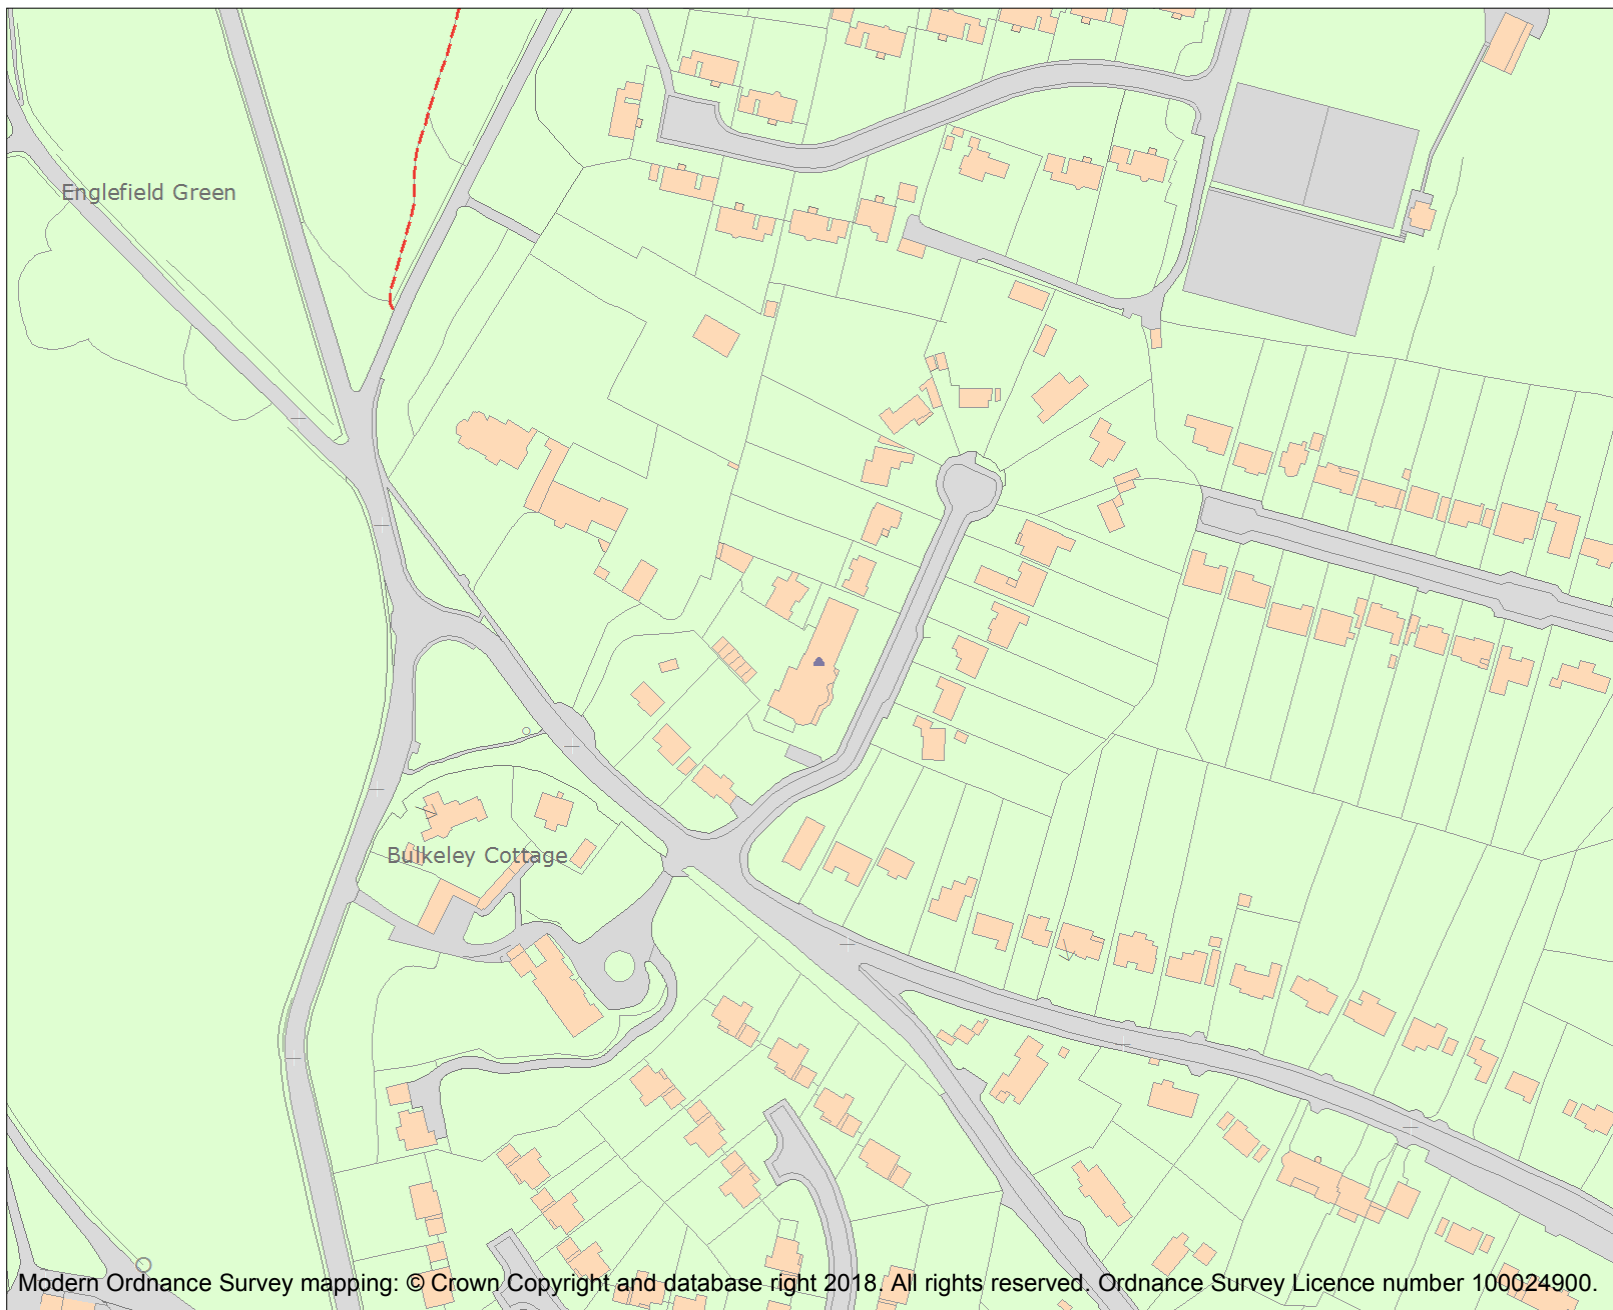 Englefield Green
Bulkeley Cottage
Modern Ordnance Survey mapping: © Crown Copyright and database right 2018. All rights reserved. Ordnance Survey Licence number 100024900.